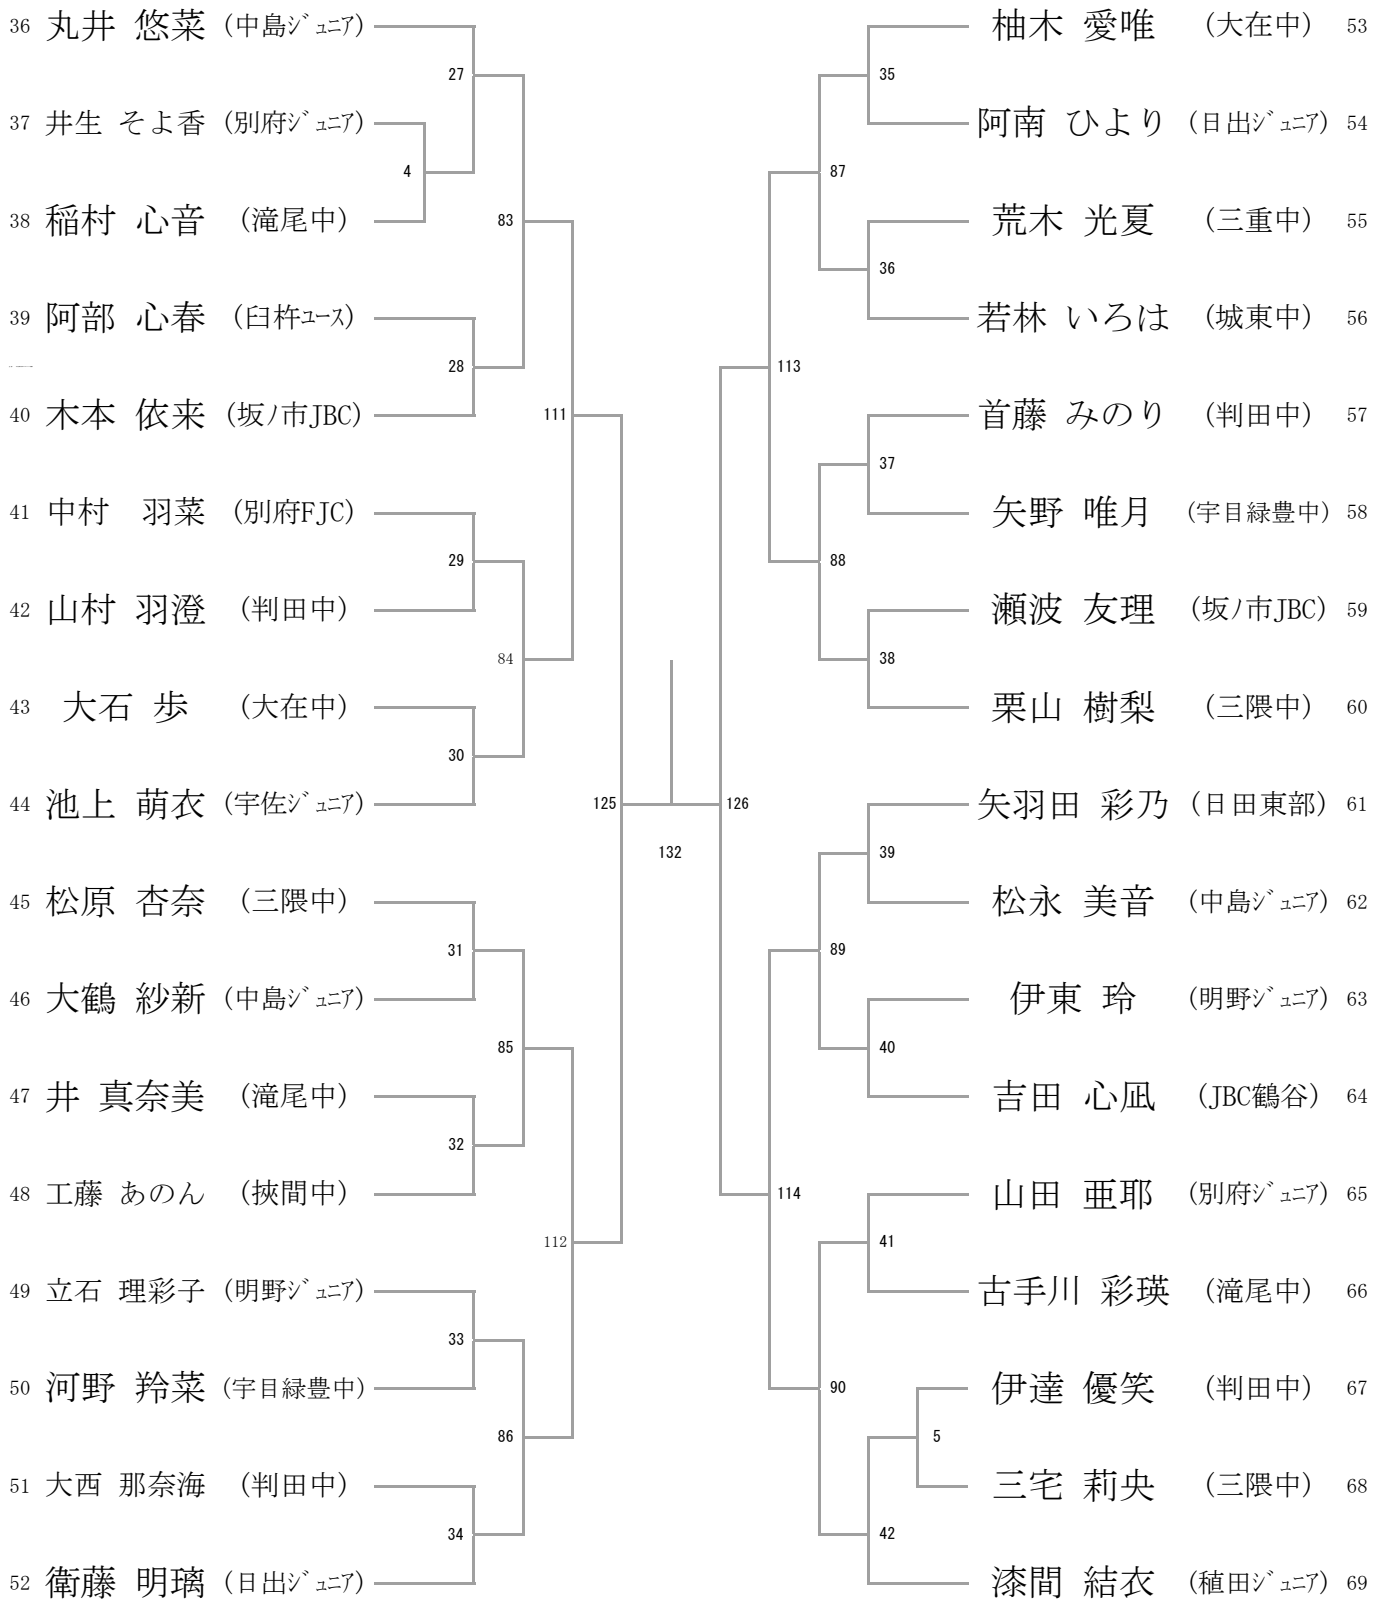 36 丸井 悠菜 (中島ジュニア)
27
37 井生 そよ香 (別府ジュニア)
4
38 稲村 心音 (滝尾中)
83
39 阿部 心春 (臼杵ユース)
28
40 木本 依来 (坂ノ市JBC)
111
41 中村 羽菜 (別府FJC)
29
42 山村 羽澄 (判田中)
84
43 大石 歩 (大在中)
30
44 池上 萌衣 (宇佐ジュニア)
125
132
45 松原 杏奈 (三隈中)
31
46 大鶴 紗新 (中島ジュニア)
85
47 井 真奈美 (滝尾中)
32
48 工藤 あのん (挾間中)
112
49 立石 理彩子 (明野ジュニア)
33
50 河野 羚菜 (宇目緑豊中)
86
51 大西 那奈海 (判田中)
34
52 衛藤 明璃 (日出ジュニア)
柚木 愛唯 (大在中) 53
35
阿南 ひより (日出ジュニア) 54
87
荒木 光夏 (三重中) 55
36
若林 いろは (城東中) 56
113
首藤 みのり (判田中) 57
37
矢野 唯月 (宇目緑豊中) 58
88
瀬波 友理 (坂ノ市JBC) 59
38
栗山 樹梨 (三隈中) 60
126
矢羽田 彩乃 (日田東部) 61
39
松永 美音 (中島ジュニア) 62
89
伊東 玲 (明野ジュニア) 63
40
吉田 心凪 (JBC鶴谷) 64
114
山田 亜耶 (別府ジュニア) 65
41
古手川 彩瑛 (滝尾中) 66
90
伊達 優笑 (判田中) 67
5
三宅 莉央 (三隈中) 68
42
漆間 結衣 (稙田ジュニア) 69